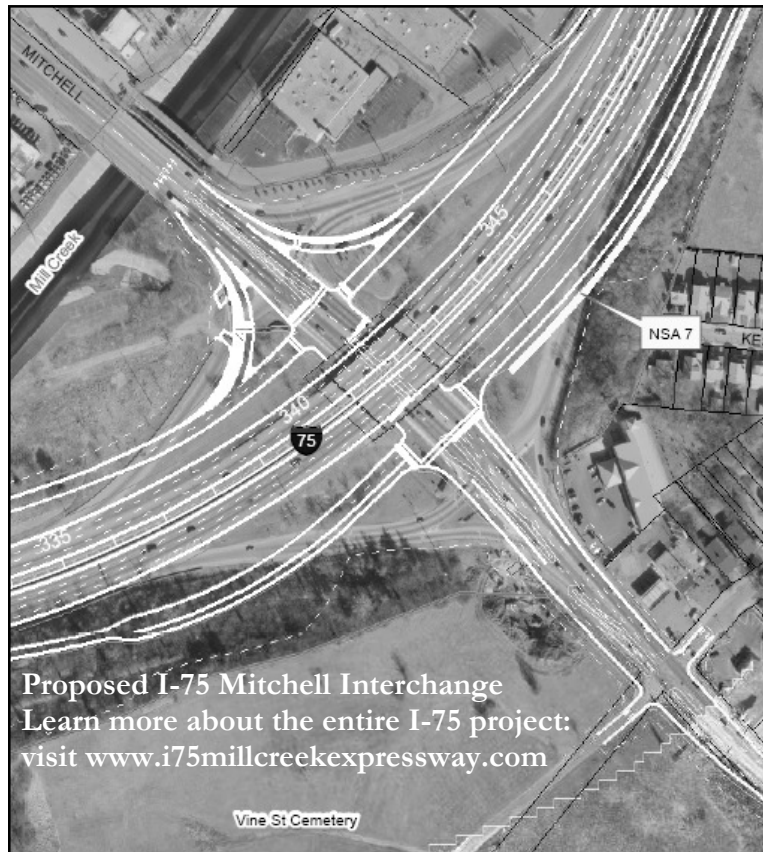 MITCHELL
Mill Creek
345
NSA 7
KE
340
75
335
Proposed I-75 Mitchell Interchange
Learn more about the entire I-75 project:
visit www.i75millcreekexpressway.com
Vine St Cemetery